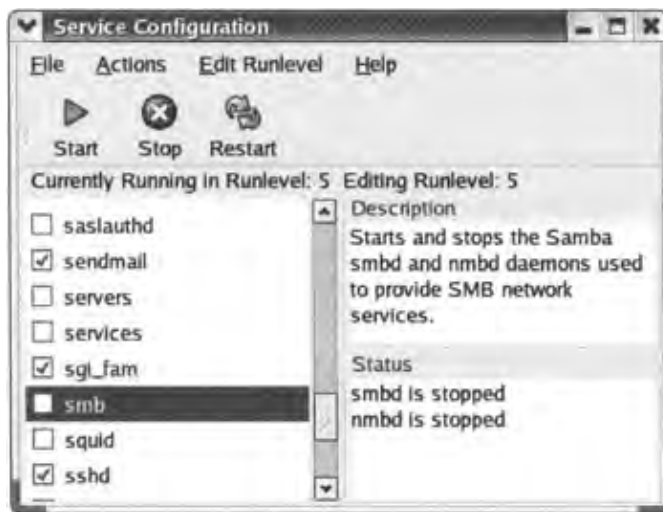 Service Configuration
File Actions Edit Runlevel Help
Start Stop Restart
Currently Running in Runlevel: 5 Editing Runlevel: 5
saslauthd
sendmail
servers
services
sgi_fam
smb
squid
sshd
Description
Starts and stops the Samba
smbd and nmbd daemons used
to provide SMB network
services.
Status
smbd is stopped
nmbd is stopped